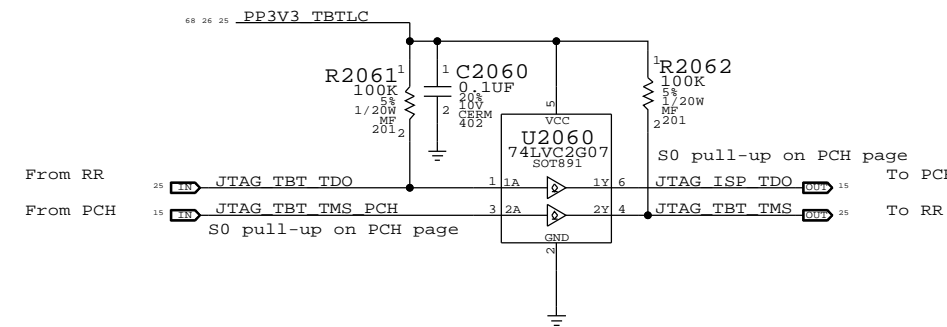 68 26 25 PP3V3_TBTLC
R2061 1
100K
5%
1/20W
MF
201 2
1 C2060
0.1UF
20%
10V
2 CERM
402
1 R2062
100K
5%
1/20W
MF
2 201
5
VCC
U2060
74LVC2G07
SOT891
S0 pull-up on PCH page
From RR 25 IN JTAG_TBT_TDO 1 1A 1Y 6 JTAG_ISP_TDO OUT 15 To PCH
From PCH 15 IN JTAG_TBT_TMS_PCH 3 2A 2Y 4 JTAG_TBT_TMS OUT 25 To RR
S0 pull-up on PCH page
GND
2